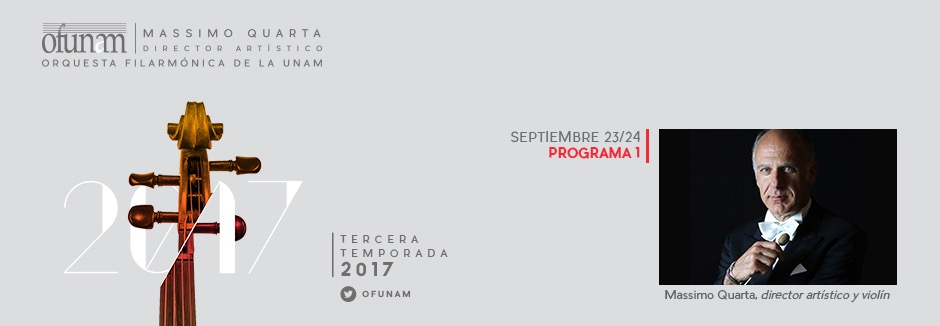 ofunam
MASSIMO QUARTA
DIRECTOR ARTÍSTICO
ORQUESTA FILARMÓNICA DE LA UNAM
SEPTIEMBRE 23/24
PROGRAMA 1
2017
TERCERA
TEMPORADA
2017
OFUNAM
Massimo Quarta, director artístico y violín